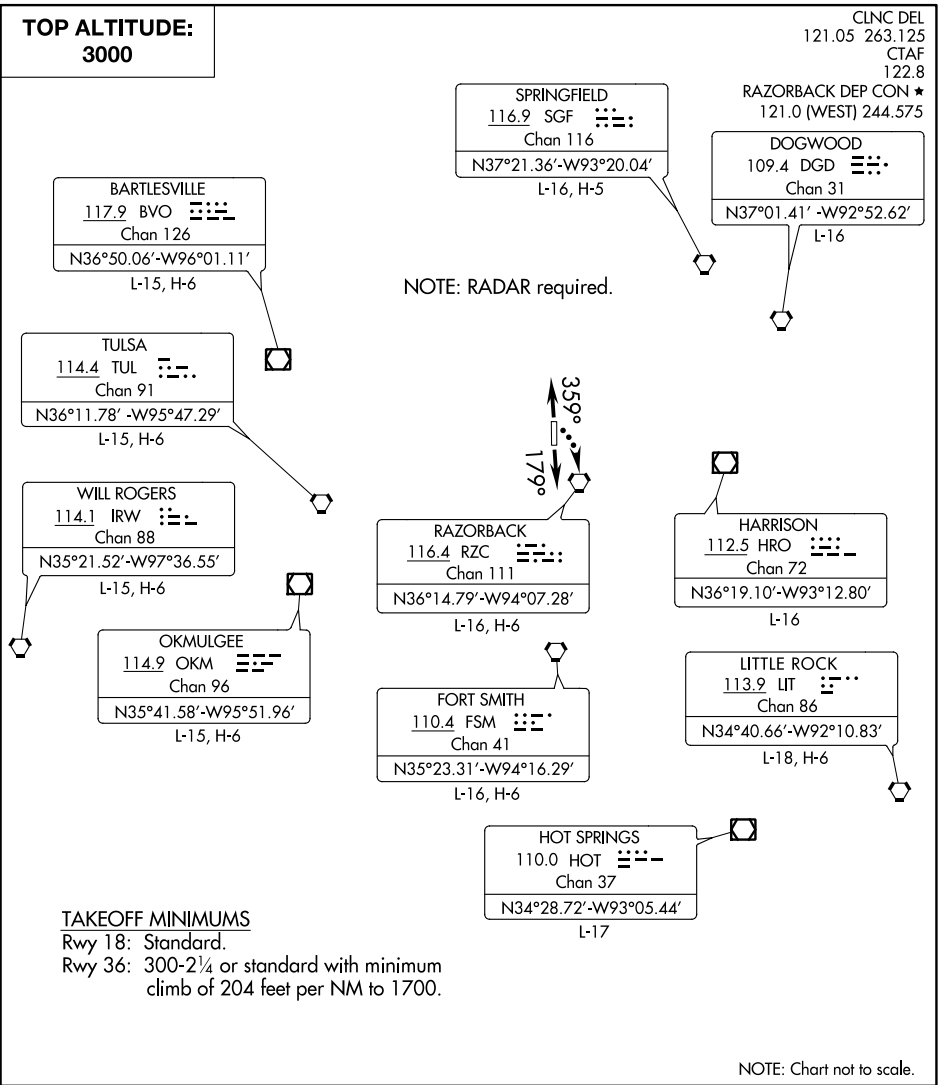 TOP ALTITUDE:
3000
CLNC DEL
121.05 263.125
CTAF
122.8
RAZORBACK DEP CON ★
121.0 (WEST) 244.575
SPRINGFIELD
116.9 SGF
Chan 116
N37°21.36′-W93°20.04′
L-16, H-5
DOGWOOD
109.4 DGD
Chan 31
N37°01.41′ -W92°52.62′
L-16
BARTLESVILLE
117.9 BVO
Chan 126
N36°50.06′-W96°01.11′
L-15, H-6
NOTE: RADAR required.
TULSA
114.4 TUL
Chan 91
N36°11.78′ -W95°47.29′
L-15, H-6
359°
179°
WILL ROGERS
114.1 IRW
Chan 88
N35°21.52′-W97°36.55′
L-15, H-6
RAZORBACK
116.4 RZC
Chan 111
N36°14.79′-W94°07.28′
L-16, H-6
HARRISON
112.5 HRO
Chan 72
N36°19.10′-W93°12.80′
L-16
OKMULGEE
114.9 OKM
Chan 96
N35°41.58′-W95°51.96′
L-15, H-6
FORT SMITH
110.4 FSM
Chan 41
N35°23.31′-W94°16.29′
L-16, H-6
LITTLE ROCK
113.9 LIT
Chan 86
N34°40.66′-W92°10.83′
L-18, H-6
HOT SPRINGS
110.0 HOT
Chan 37
N34°28.72′-W93°05.44′
L-17
TAKEOFF MINIMUMS
Rwy 18: Standard.
Rwy 36: 300-2¼ or standard with minimum
climb of 204 feet per NM to 1700.
NOTE: Chart not to scale.